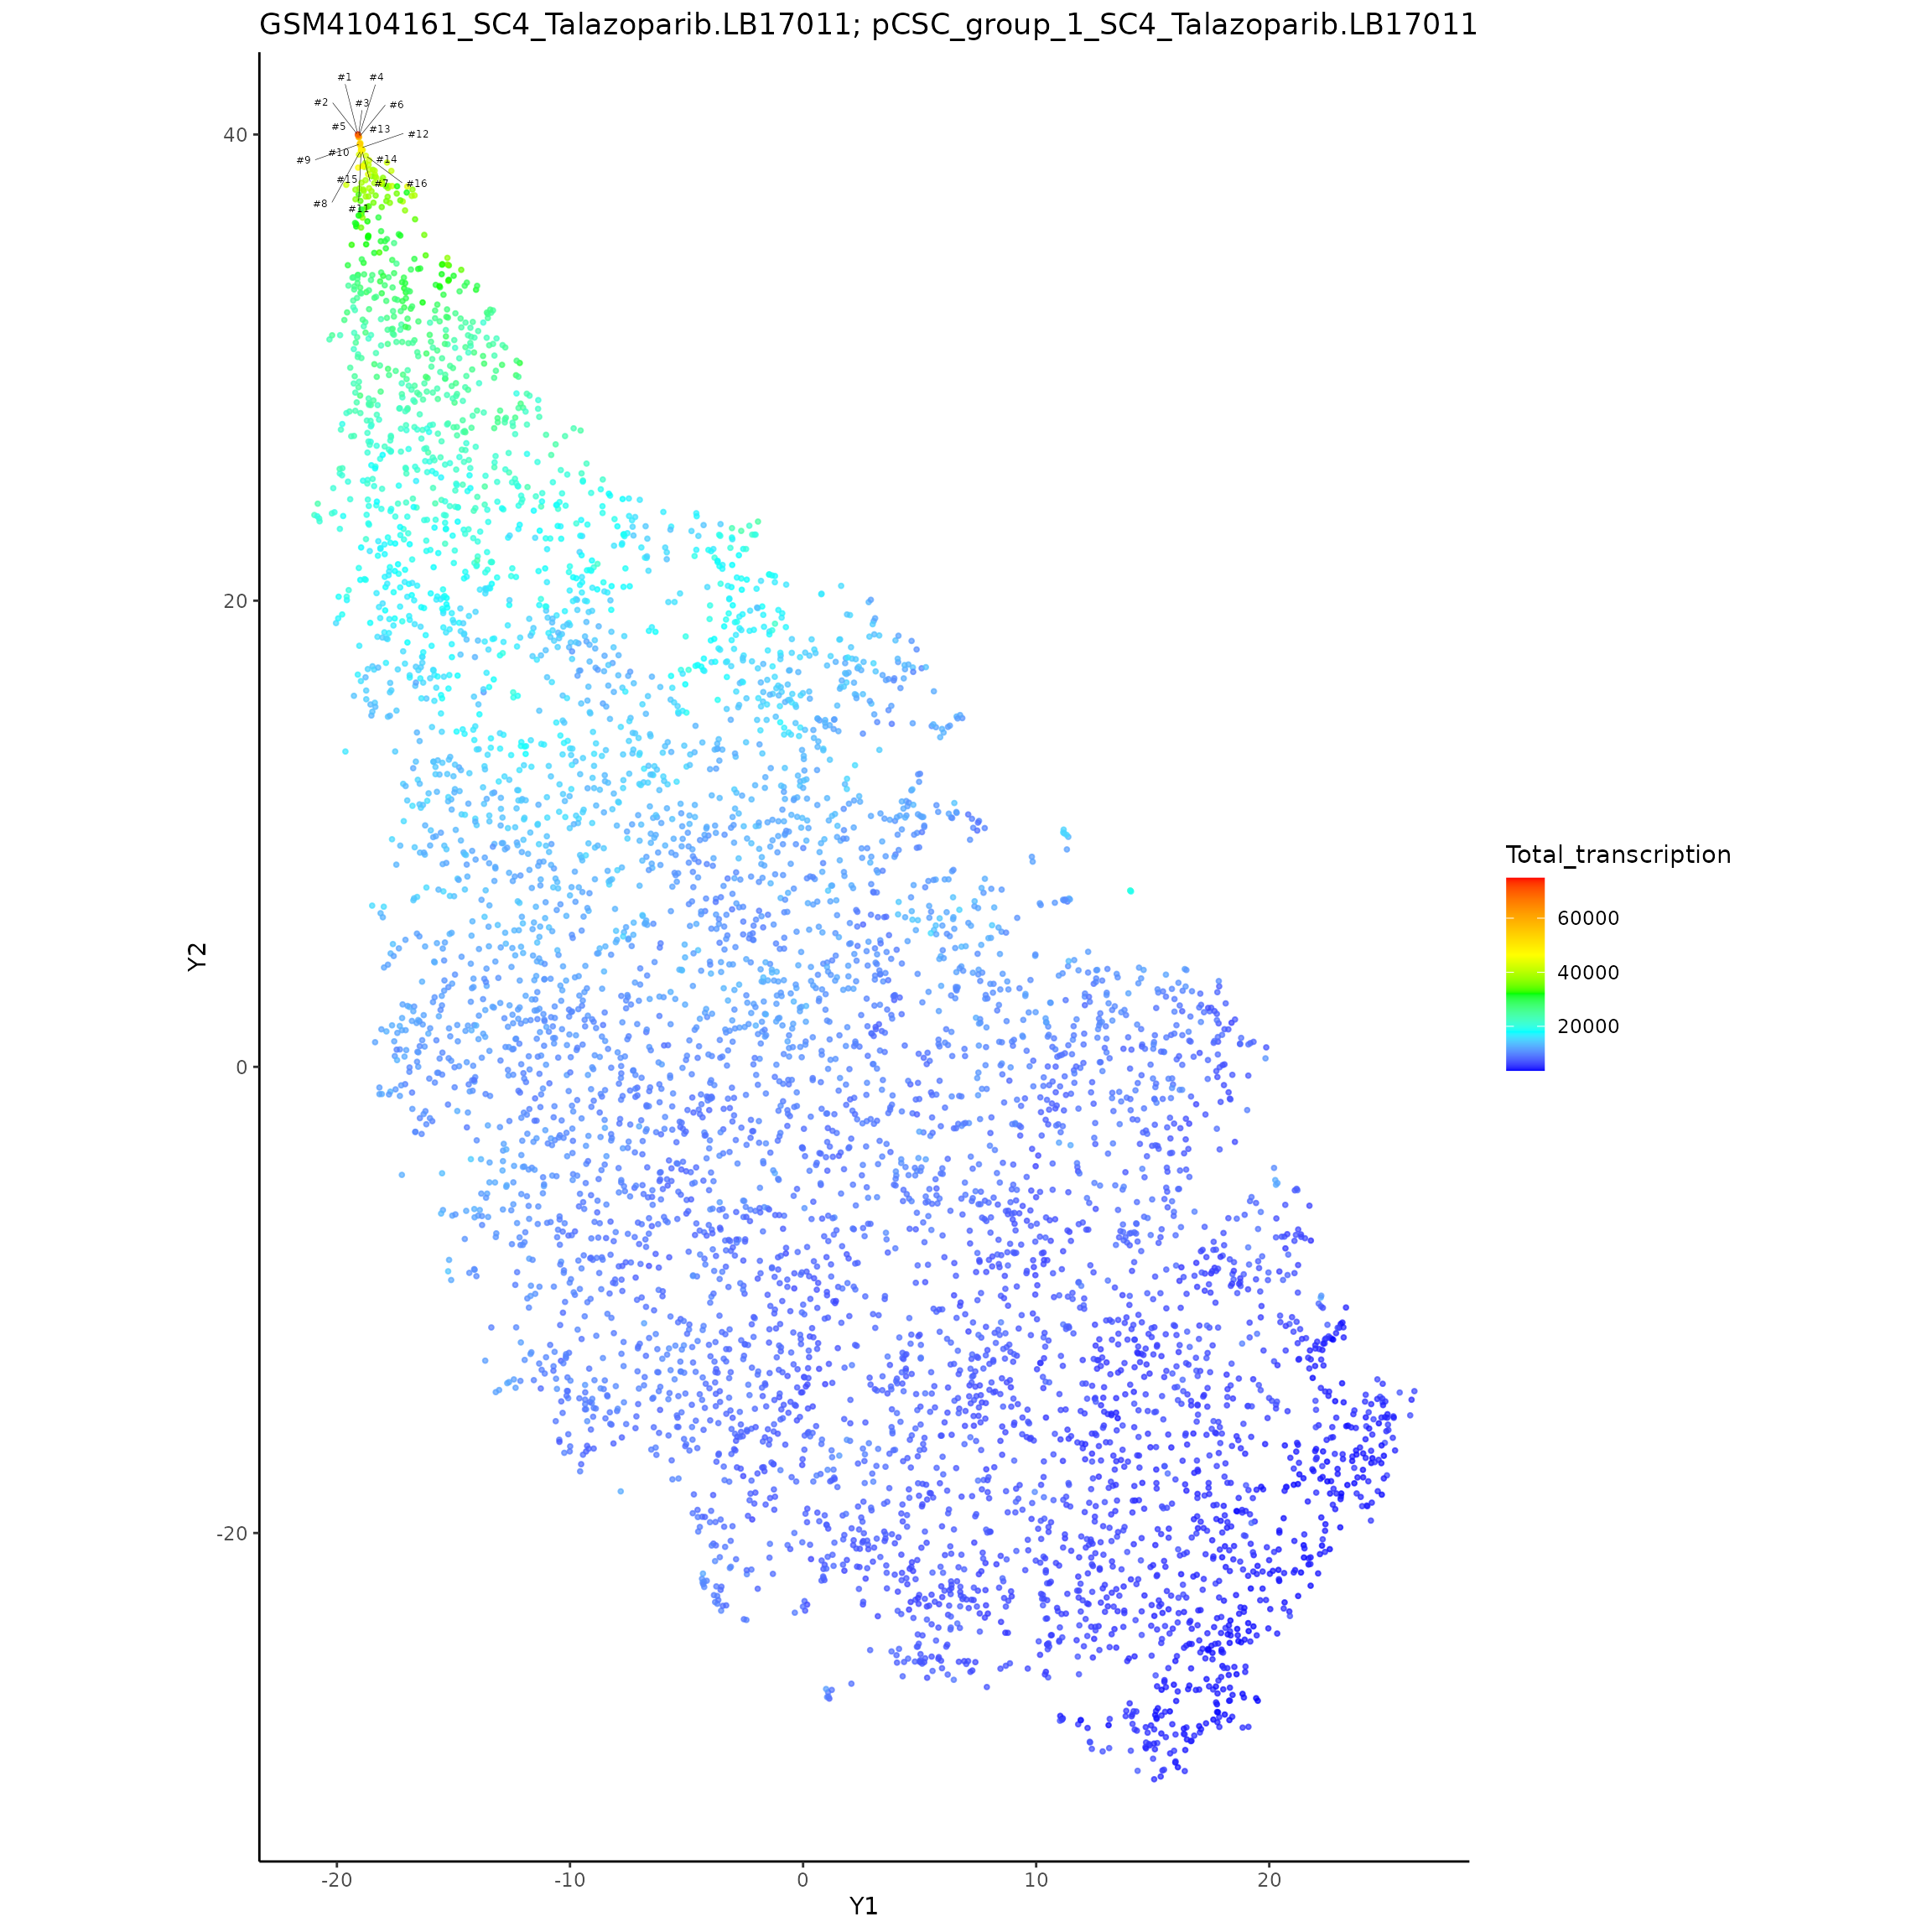 GSM4104161_SC4_Talazoparib.LB17011; pCSC_group_1_SC4_Talazoparib.LB17011
#1 #4
#2 #3 #6
#5 #13 #12
#9 #10 #14
#15 #7 #16
#8 #11
40
20
0
-20
Y2
-20 -10 0 10 20
Y1
Total_transcription
60000
40000
20000